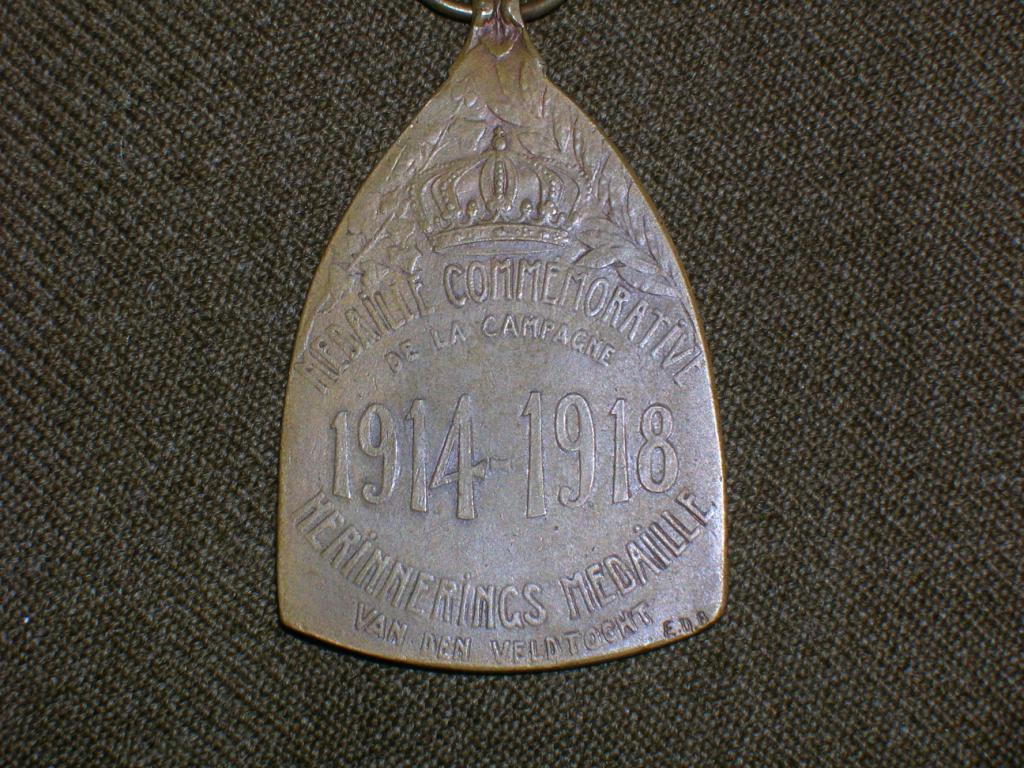 MEDAILLE COMMEMORATIVE
DE LA CAMPAGNE
1914-1918
HERINNERINGS MEDAILLE
VAN DEN VELDTOCHT